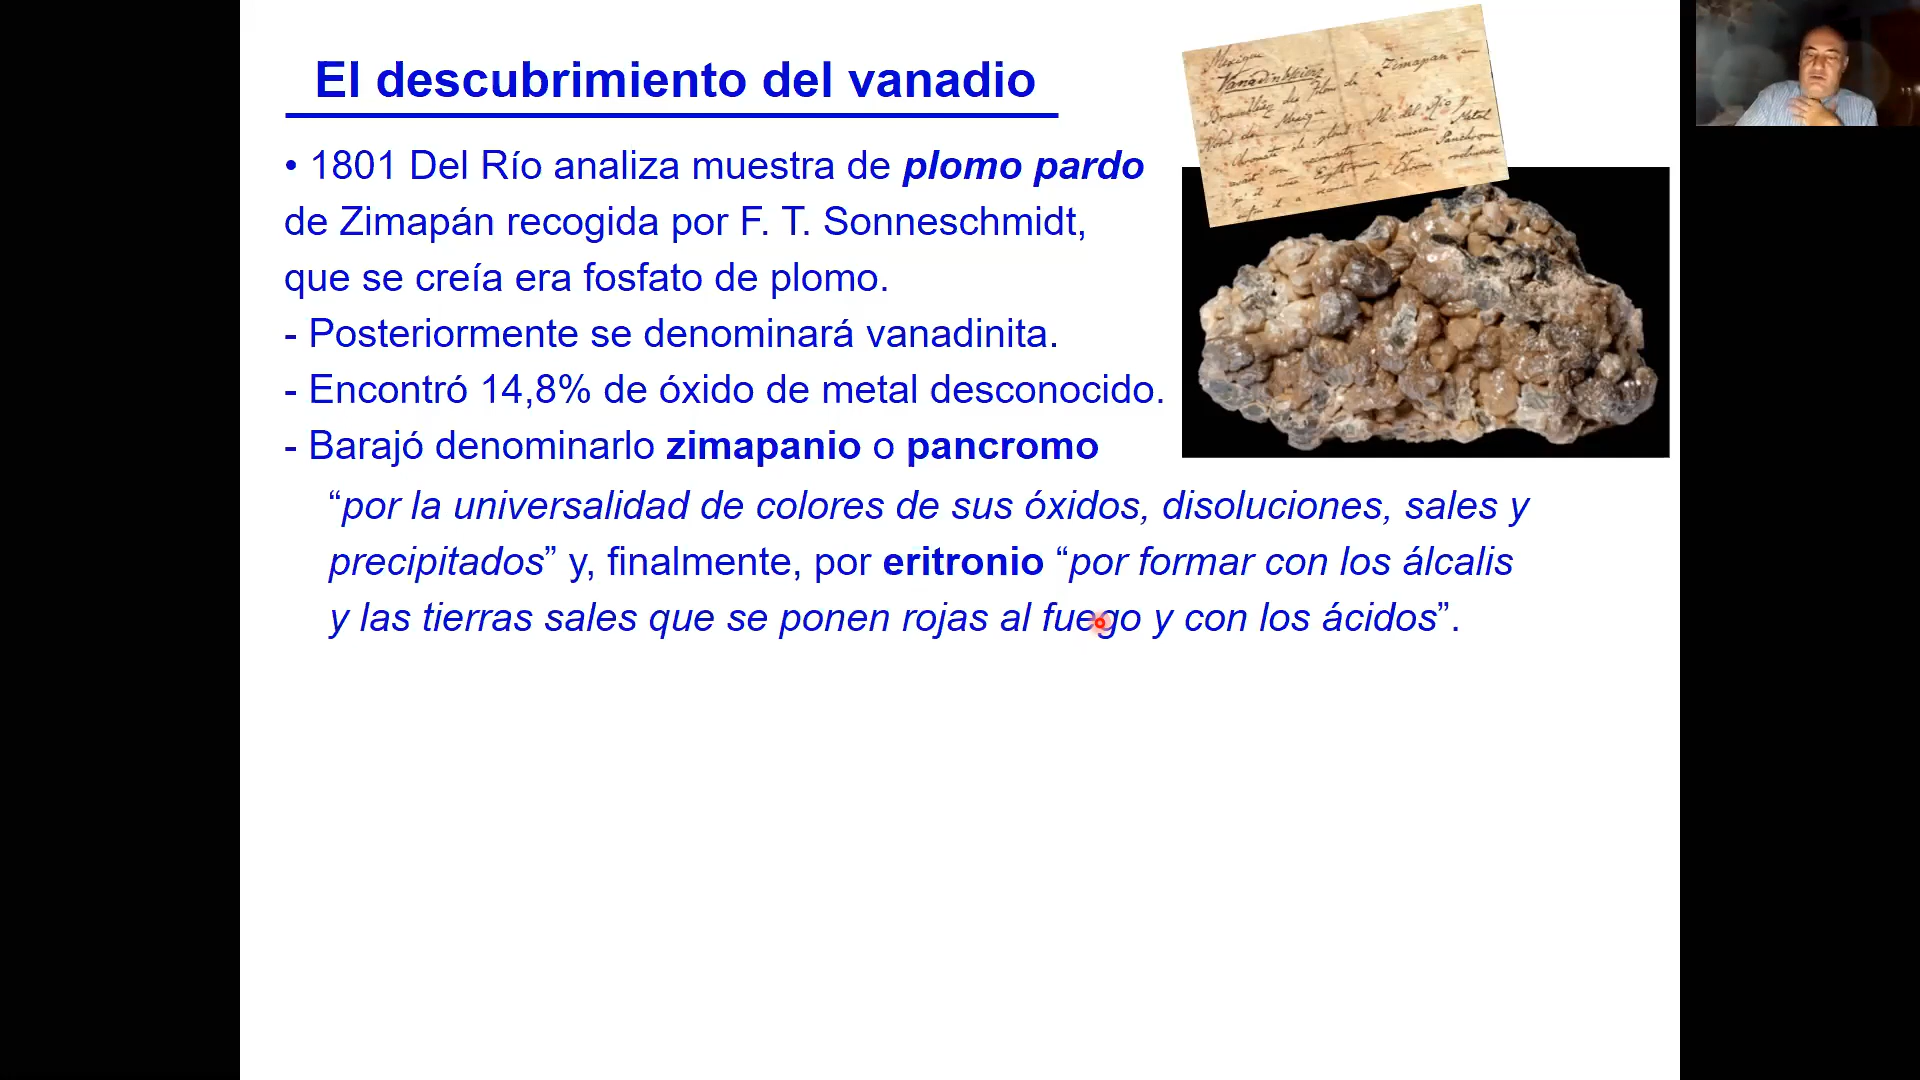 El descubrimiento del vanadio
• 1801 Del Río analiza muestra de plomo pardo
de Zimapán recogida por F. T. Sonneschmidt,
que se creía era fosfato de plomo.
- Posteriormente se denominará vanadinita.
- Encontró 14,8% de óxido de metal desconocido.
- Barajó denominarlo zimapanio o pancromo
“por la universalidad de colores de sus óxidos, disoluciones, sales y
precipitados” y, finalmente, por eritronio “por formar con los álcalis
y las tierras sales que se ponen rojas al fuego y con los ácidos”.
Mexique
Zimapan